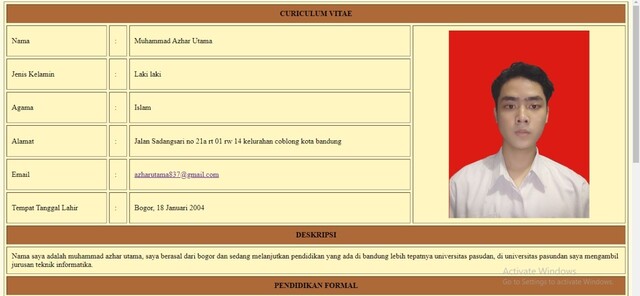 CURICULUM VITAE
Nama : Muhammad Azhar Utama
Jenis Kelamin : Laki laki
Agama : Islam
Alamat : Jalan Sadangsari no 21a rt 01 rw 14 kelurahan coblong kota bandung
Email : azharutama837@gmail.com
Tempat Tanggal Lahir : Bogor, 18 Januari 2004
DESKRIPSI
Nama saya adalah muhammad azhar utama, saya berasal dari bogor dan sedang melanjutkan pendidikan yang ada di bandung lebih tepatnya universitas pasudan, di universitas pasundan saya mengambil
jurusan teknik informatika.
Activate Windows
Go to Settings to activate Windows.
PENDIDIKAN FORMAL